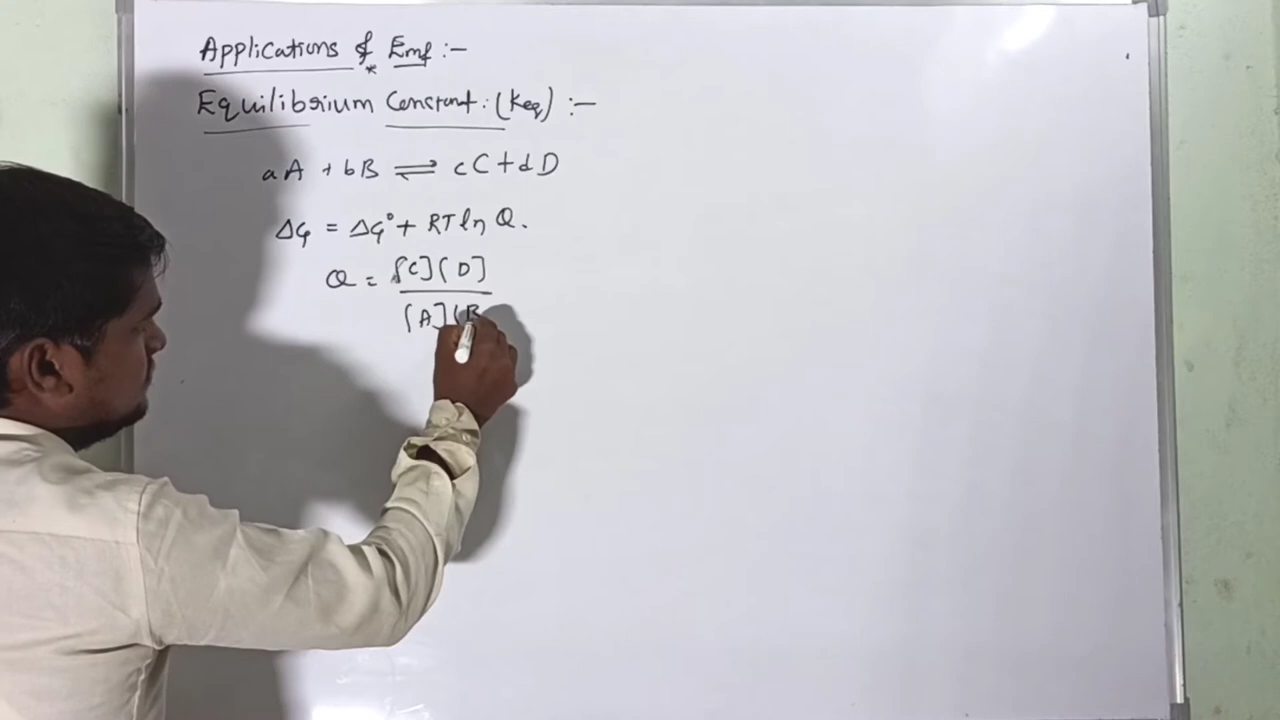 Applications of Emf :-
*
Equilibrium Constant : (Keq) :-
aA + bB ⇌ cC + dD
ΔG = ΔG° + RT ln Q.
Q = [C][D]
[A][B